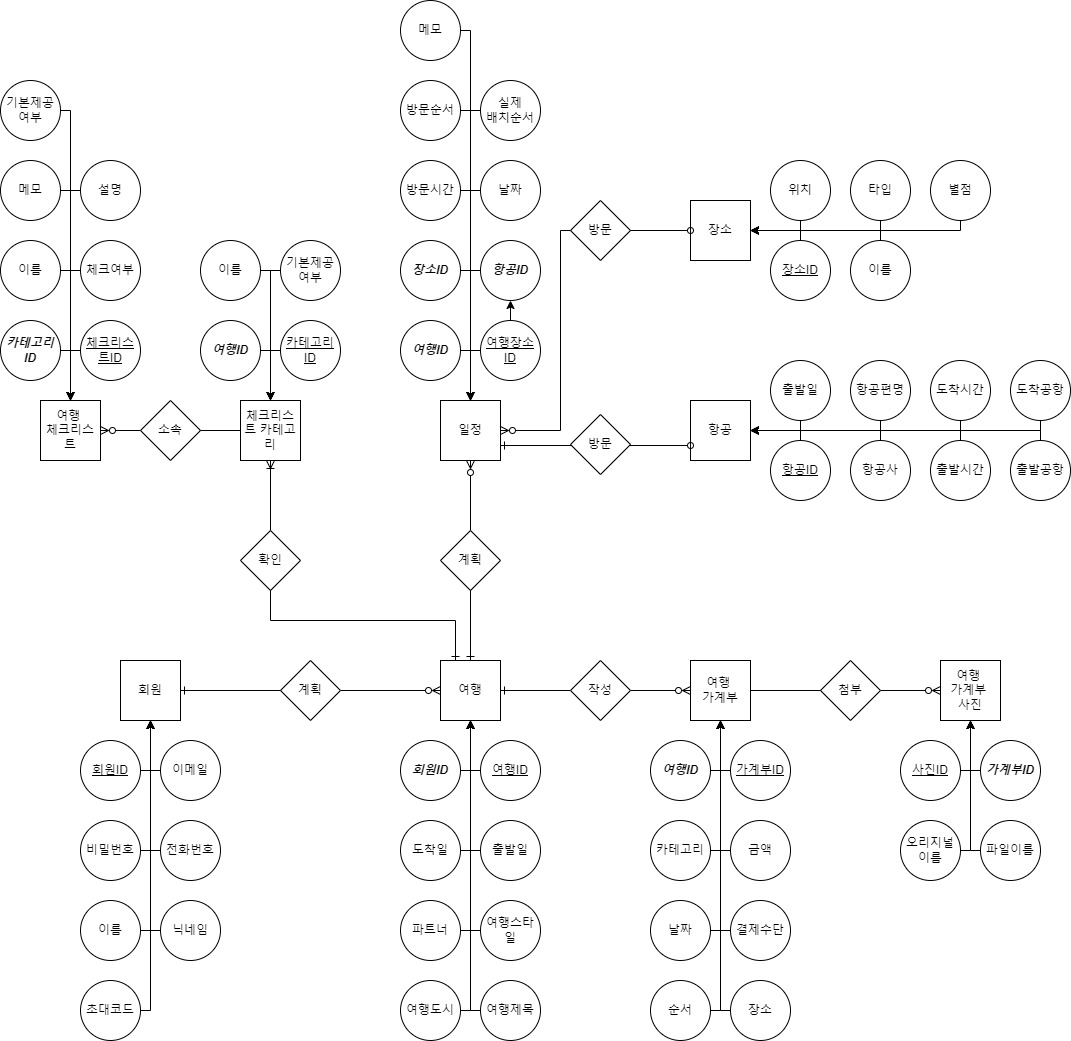 메모
기본제공
여부
방문순서
실제
배치순서
메모
설명
방문시간
날짜
위치
타입
별점
방문
장소
이름
체크여부
이름
기본제공
여부
장소ID
항공ID
장소ID
이름
카테고리
ID
체크리스
트ID
여행ID
카테고리
ID
여행ID
여행장소
ID
출발일
항공편명
도착시간
도착공항
여행
체크리스
트
소속
체크리스
트 카테고
리
일정
방문
항공
항공ID
항공사
출발시간
출발공항
확인
계획
회원
계획
여행
작성
여행
가계부
첨부
여행
가계부
사진
회원ID
이메일
회원ID
여행ID
여행ID
가계부ID
사진ID
가계부ID
비밀번호
전화번호
도착일
출발일
카테고리
금액
오리지널
이름
파일이름
이름
닉네임
파트너
여행스타
일
날짜
결제수단
초대코드
여행도시
여행제목
순서
장소